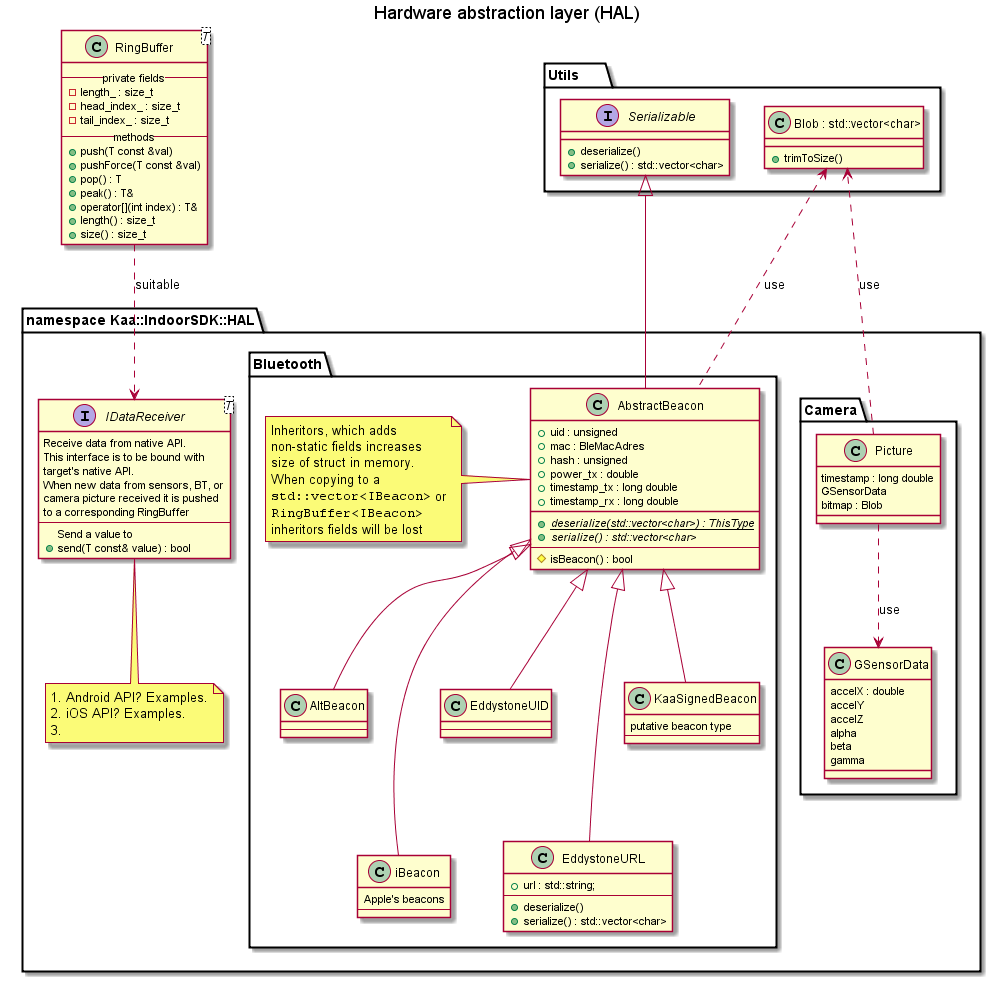 Hardware abstraction layer (HAL)
T
C RingBuffer
private fields
length_ : size_t
head_index_ : size_t
tail_index_ : size_t
methods
push(T const &val)
pushForce(T const &val)
pop() : T
peak() : T&
operator[](int index) : T&
length() : size_t
size() : size_t
Utils
I Serializable
deserialize()
serialize() : std::vector<char>
C Blob : std::vector<char>
trimToSize()
suitable
use
use
namespace Kaa::IndoorSDK::HAL
T
I IDataReceiver
Receive data from native API.
This interface is to be bound with
target's native API.
When new data from sensors, BT, or
camera picture received it is pushed
to a corresponding RingBuffer
Send a value to
send(T const& value) : bool
1. Android API? Examples.
2. iOS API? Examples.
3.
Bluetooth
Inheritors, which adds
non-static fields increases
size of struct in memory.
When copying to a
std::vector<IBeacon> or
RingBuffer<IBeacon>
inheritors fields will be lost
C AbstractBeacon
uid : unsigned
mac : BleMacAdres
hash : unsigned
power_tx : double
timestamp_tx : long double
timestamp_rx : long double
deserialize(std::vector<char>) : ThisType
serialize() : std::vector<char>
isBeacon() : bool
C AltBeacon
C EddystoneUID
C KaaSignedBeacon
putative beacon type
C iBeacon
Apple's beacons
C EddystoneURL
url : std::string;
deserialize()
serialize() : std::vector<char>
Camera
C Picture
timestamp : long double
GSensorData
bitmap : Blob
use
C GSensorData
accelX : double
accelY
accelZ
alpha
beta
gamma